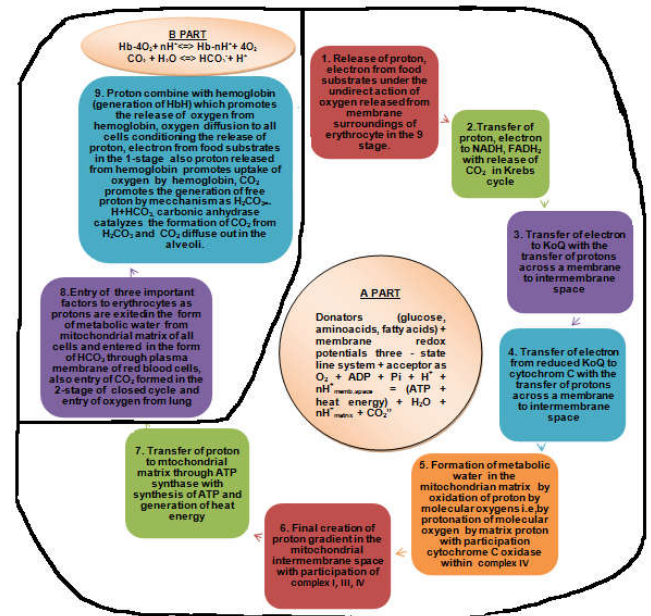 B PART
Hb-4O₂+ nH⁺<=> Hb-nH⁺+ 4O₂
CO₂ + H₂O <=> HCO₃⁻+ H⁺
9. Proton combine with hemoglobin
(generation of HbH) which promotes
the release of oxygen from
hemoglobin, oxygen diffusion to all
cells conditioning the release of
proton, electron from food substrates
in the 1-stage also proton released
from hemoglobin promotes uptake of
oxygen by hemoglobin, CO₂
promotes the generation of free
proton by mecchanism as H₂CO₃
H+HCO₃, carbonic anhydrase
catalyzes the formation of CO₂ from
H₂CO₃ and CO₂ diffuse out in the
alveoli.
8.Entry of three important
factors to erythrocytes as
protons are exitedin the form
of metabolic water from
mitochondrial matrix of all
cells and entered in the form
of HCO₃ through plasma
membrane of red blood cells,
also entry of CO₂ formed in the
2-stage of closed cycle and
entry of oxygen from lung
1. Release of proton,
electron from food
substrates under the
undirect action of
oxygen released from
membrane
surroundings of
erythrocyte in the 9
stage.
2.Transfer of
proton, electron
to NADH, FADH₂
with release of
CO₂ in Krebs
cycle
3. Transfer of electron
to KoQ with the
transfer of protons
across a membrane
to intermembrane
space
4. Transfer of electron
from reduced KoQ to
cytochrom C with the
transfer of protons
across a membrane
to intermembrane
space
5. Formation of metabolic
water in the
mitochondrian matrix by
oxidation of proton by
molecular oxygens i.e,by
protonation of molecular
oxygen by matrix proton
with participation
cytochrome C oxidase
within complex IV
6. Final creation of
proton gradient in the
mitochondrial
intermembrane space
with participation of
complex I, III, IV
7. Transfer of proton
to mtochondrial
matrix through ATP
synthase with
synthesis of ATP and
generation of heat
energy
A PART
Donators (glucose,
aminoacids, fatty acids) +
membrane redox
potentials three - state
line system + acceptor as
O₂ + ADP + Pi + H⁺ +
nH⁺memb.space = (ATP +
heat energy) + H₂O +
nH⁺matrix + CO₂”